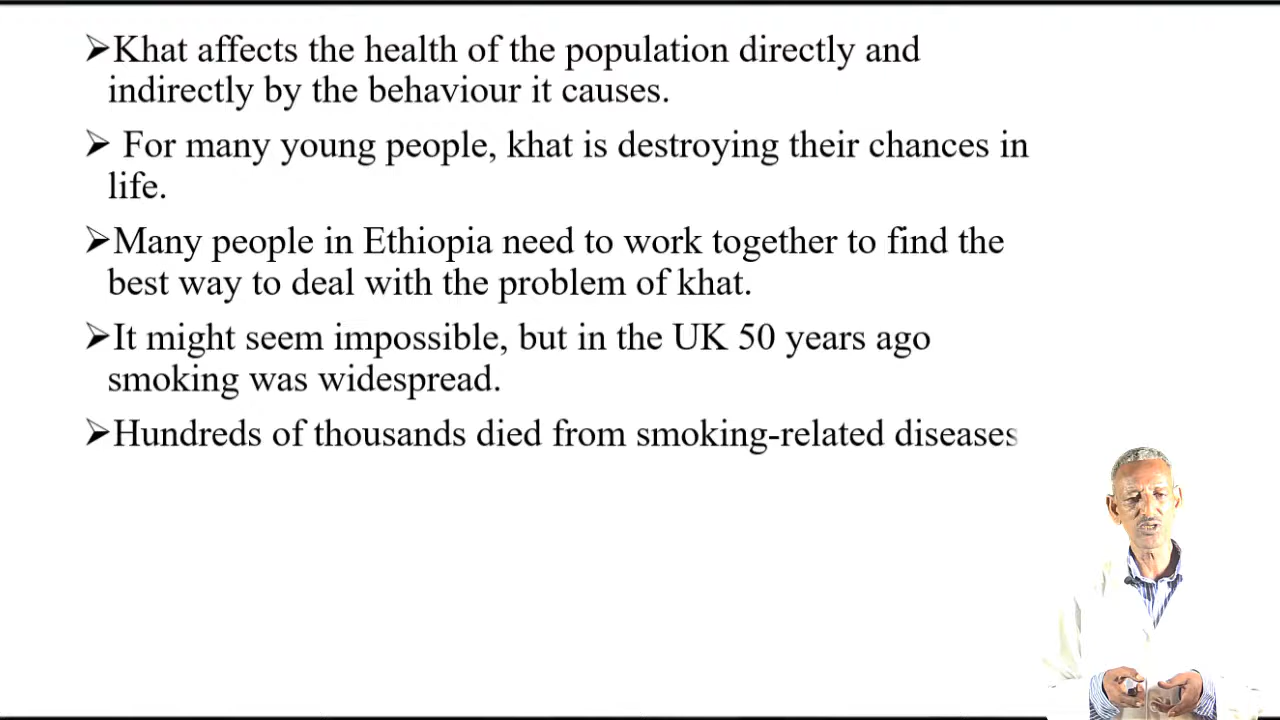 ➢Khat affects the health of the population directly and
indirectly by the behaviour it causes.
➢ For many young people, khat is destroying their chances in
life.
➢Many people in Ethiopia need to work together to find the
best way to deal with the problem of khat.
➢It might seem impossible, but in the UK 50 years ago
smoking was widespread.
➢Hundreds of thousands died from smoking-related diseases